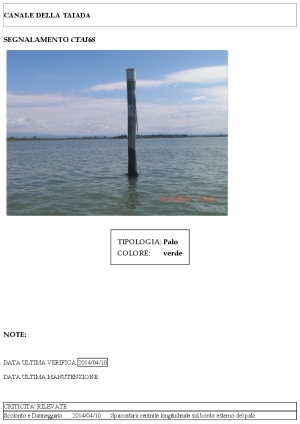 CANALE DELLA TAIADA
SEGNALAMENTO CTAI68
TIPOLOGIA: Palo
COLORE: verde
NOTE:
DATA ULTIMA VERIFICA 2014/04/10
DATA ULTIMA MANUTENZIONE
CRITICITA' RILEVATE
Scolorito e Danneggiato 2014/04/10 Spaccatura centrale longitudinale sul bordo esterno del palo